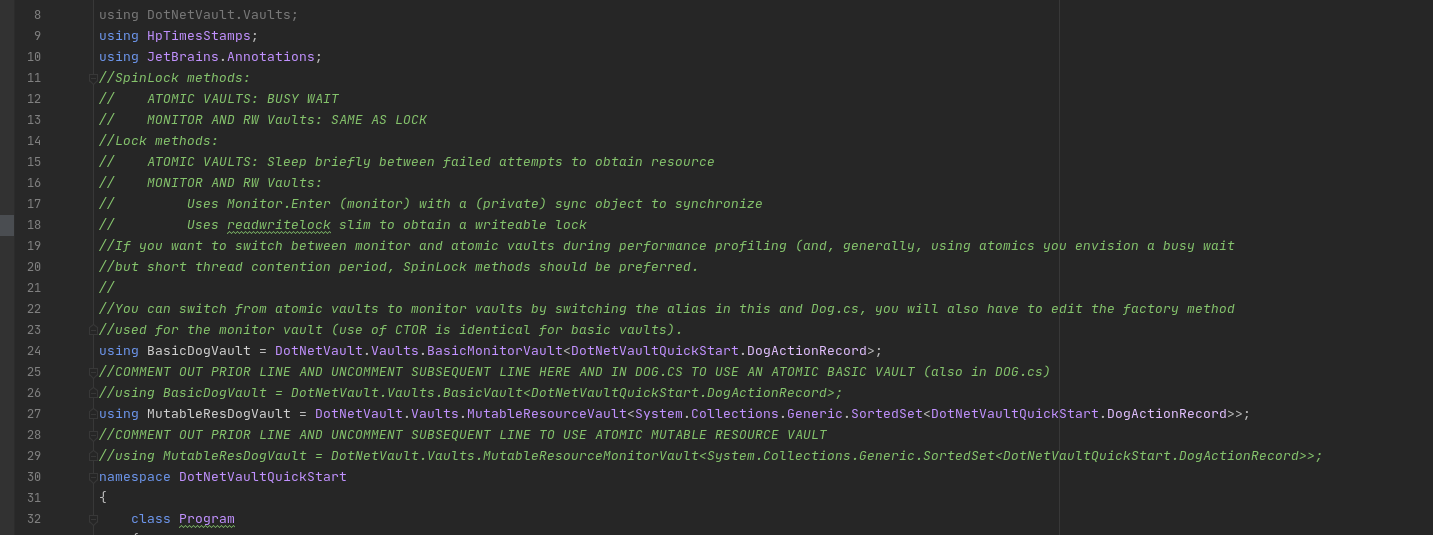 8 using DotNetVault.Vaults;
9 using HpTimesStamps;
10 using JetBrains.Annotations;
11 //SpinLock methods:
12 //    ATOMIC VAULTS: BUSY WAIT
13 //    MONITOR AND RW Vaults: SAME AS LOCK
14 //Lock methods:
15 //    ATOMIC VAULTS: Sleep briefly between failed attempts to obtain resource
16 //    MONITOR AND RW Vaults:
17 //         Uses Monitor.Enter (monitor) with a (private) sync object to synchronize
18 //         Uses readwritelock slim to obtain a writeable lock
19 //If you want to switch between monitor and atomic vaults during performance profiling (and, generally, using atomics you envision a busy wait
20 //but short thread contention period, SpinLock methods should be preferred.
21 //
22 //You can switch from atomic vaults to monitor vaults by switching the alias in this and Dog.cs, you will also have to edit the factory method
23 //used for the monitor vault (use of CTOR is identical for basic vaults).
24 using BasicDogVault = DotNetVault.Vaults.BasicMonitorVault<DotNetVaultQuickStart.DogActionRecord>;
25 //COMMENT OUT PRIOR LINE AND UNCOMMENT SUBSEQUENT LINE HERE AND IN DOG.CS TO USE AN ATOMIC BASIC VAULT (also in DOG.cs)
26 //using BasicDogVault = DotNetVault.Vaults.BasicVault<DotNetVaultQuickStart.DogActionRecord>;
27 using MutableResDogVault = DotNetVault.Vaults.MutableResourceVault<System.Collections.Generic.SortedSet<DotNetVaultQuickStart.DogActionRecord>>;
28 //COMMENT OUT PRIOR LINE AND UNCOMMENT SUBSEQUENT LINE TO USE ATOMIC MUTABLE RESOURCE VAULT
29 //using MutableResDogVault = DotNetVault.Vaults.MutableResourceMonitorVault<System.Collections.Generic.SortedSet<DotNetVaultQuickStart.DogActionRecord>>;
30 namespace DotNetVaultQuickStart
31 {
32     class Program